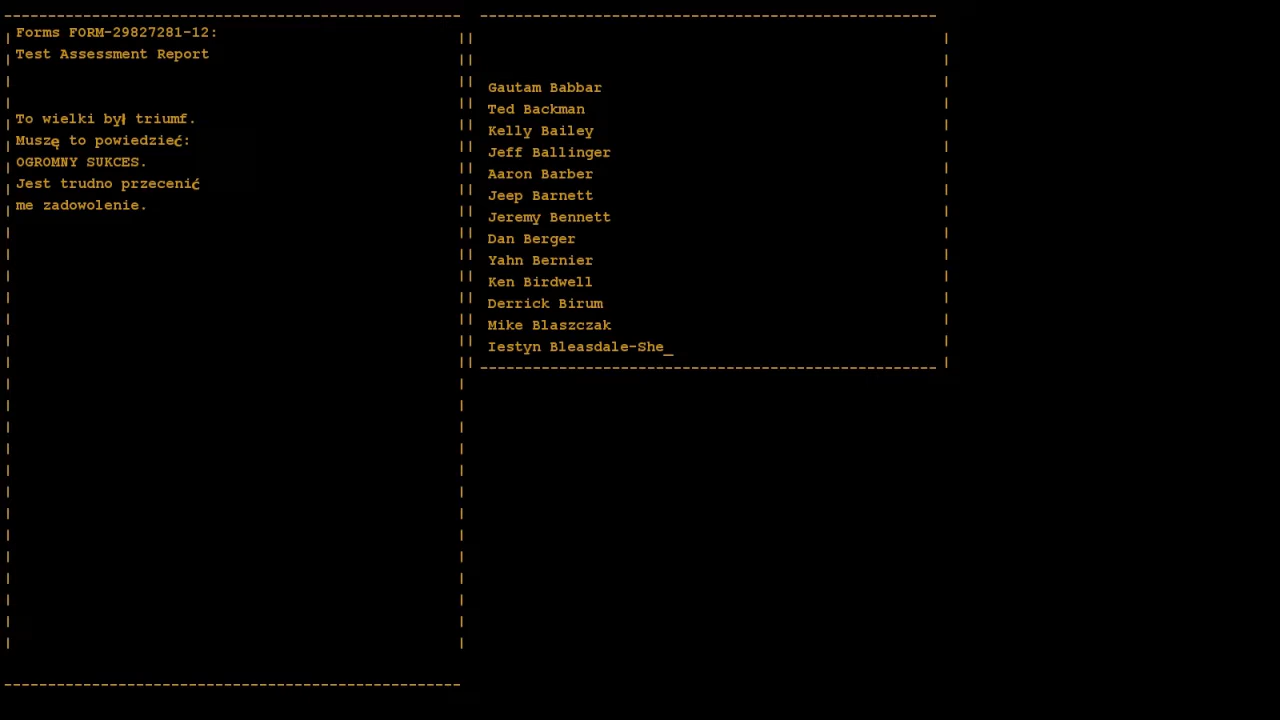 Forms FORM-29827281-12:
Test Assessment Report
To wielki był triumf.
Muszę to powiedzieć:
OGROMNY SUKCES.
Jest trudno przecenić
me zadowolenie.
Gautam Babbar
Ted Backman
Kelly Bailey
Jeff Ballinger
Aaron Barber
Jeep Barnett
Jeremy Bennett
Dan Berger
Yahn Bernier
Ken Birdwell
Derrick Birum
Mike Blaszczak
Iestyn Bleasdale-She_